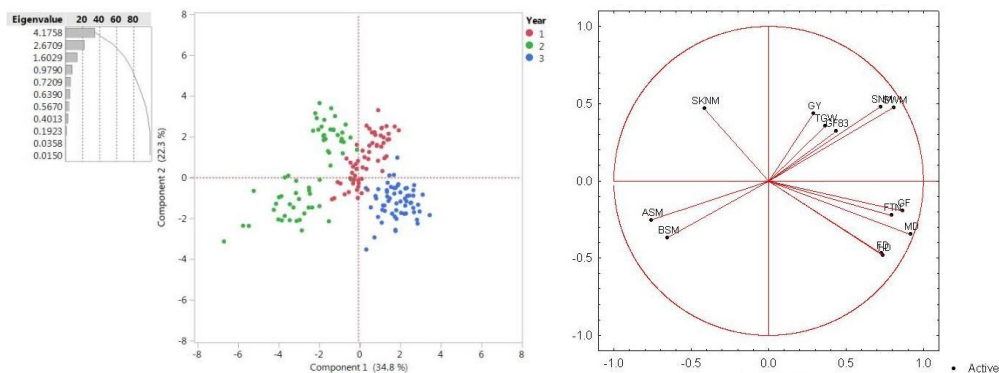 Eigenvalue 20 40 60 80
4.1758
2.6709
1.6029
0.9790
0.7209
0.6390
0.5670
0.4013
0.1923
0.0358
0.0150
8
6
4
2
0
-2
-4
-6
-8
Component 2 (22.3 %)
-8 -6 -4 -2 0 2 4 6 8
Component 1 (34.8 %)
Year
1
2
3
1.0
0.5
0.0
-0.5
-1.0
-1.0 -0.5 0.0 0.5 1.0
SKNM
GY
TGW
GF83
ASM
BSM
GF
FTN
MD
Active